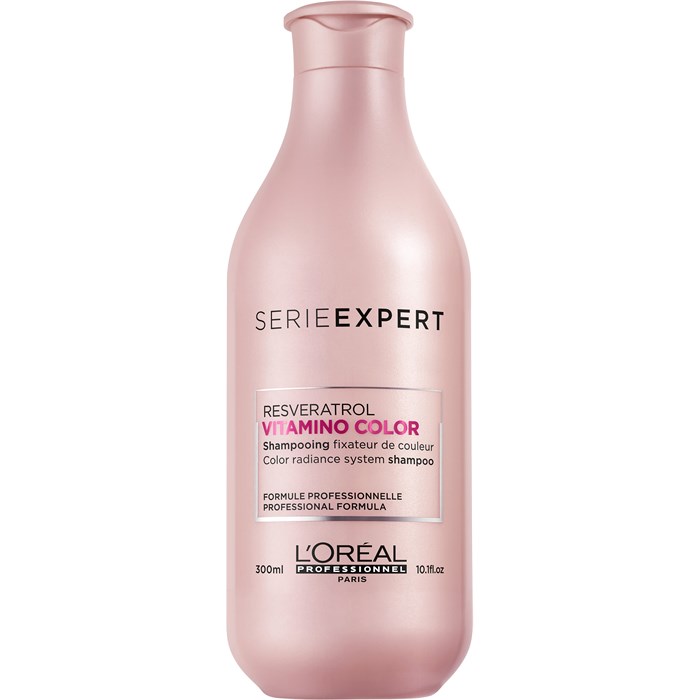 SERIEEXPERT
RESVERATROL
VITAMINO COLOR
Shampooing fixateur de couleur
Color radiance system shampoo
FORMULE PROFESSIONNELLE
PROFESSIONAL FORMULA
300ml L'ORÉAL 10.1fl.oz
PROFESSIONNEL
PARIS